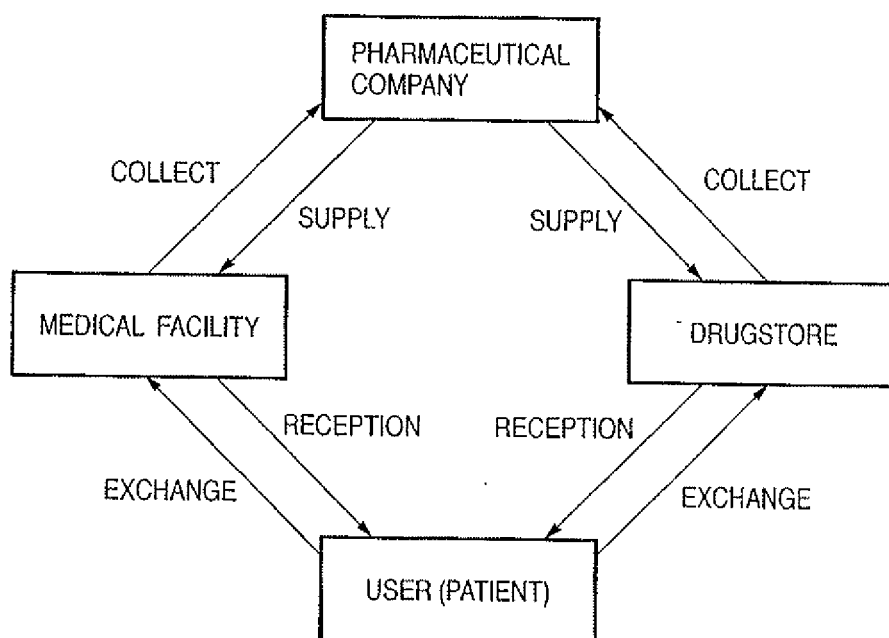 PHARMACEUTICAL
COMPANY
COLLECT
COLLECT
SUPPLY
SUPPLY
MEDICAL FACILITY
DRUGSTORE
RECEPTION
RECEPTION
EXCHANGE
EXCHANGE
USER (PATIENT)